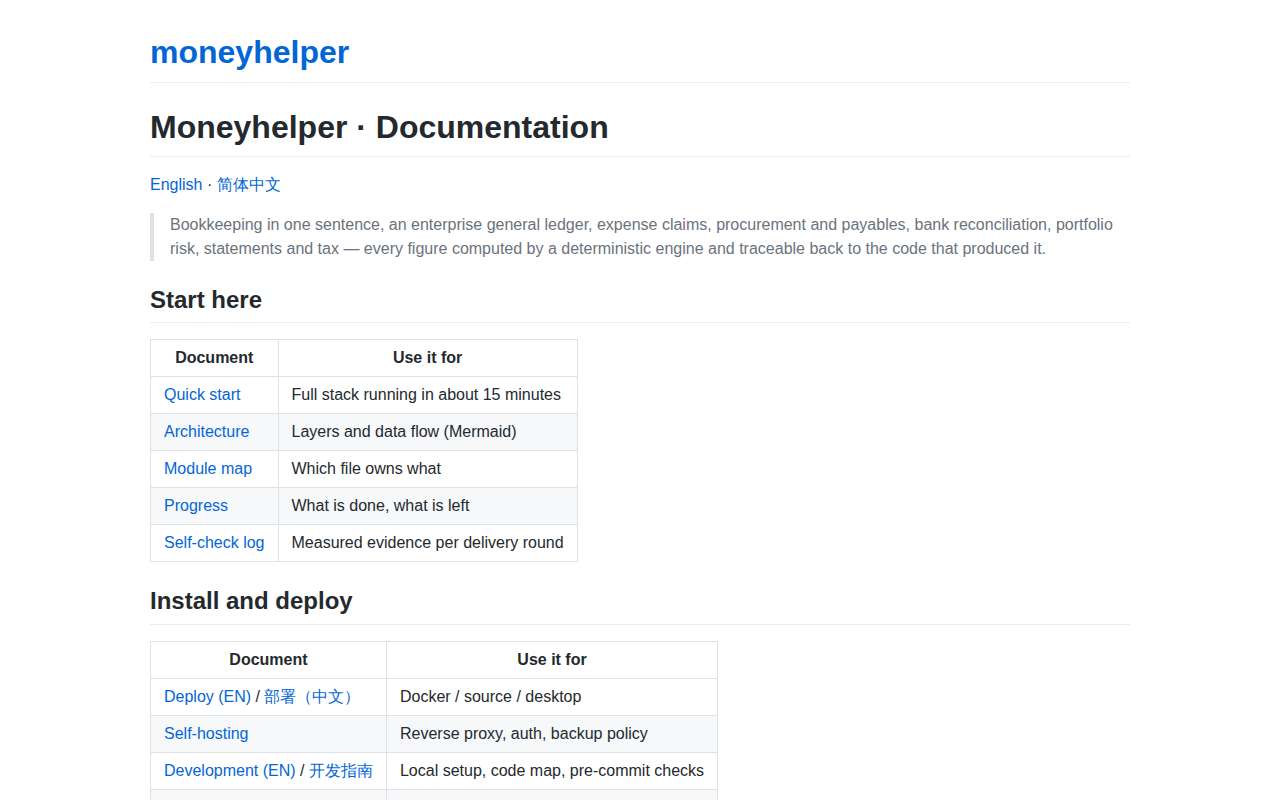 moneyhelper
Moneyhelper · Documentation
English · 简体中文
Bookkeeping in one sentence, an enterprise general ledger, expense claims, procurement and payables, bank reconciliation, portfolio
risk, statements and tax — every figure computed by a deterministic engine and traceable back to the code that produced it.
Start here
Document Use it for
Quick start Full stack running in about 15 minutes
Architecture Layers and data flow (Mermaid)
Module map Which file owns what
Progress What is done, what is left
Self-check log Measured evidence per delivery round
Install and deploy
Document Use it for
Deploy (EN) / 部署（中文） Docker / source / desktop
Self-hosting Reverse proxy, auth, backup policy
Development (EN) / 开发指南 Local setup, code map, pre-commit checks